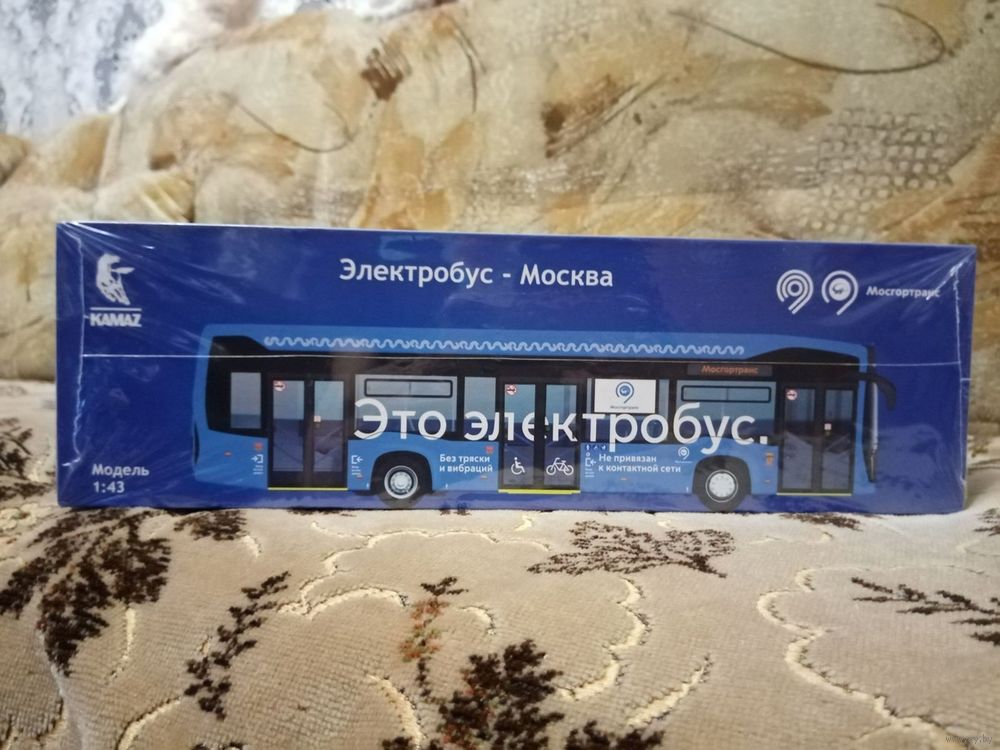 Электробус - Москва
KAMAZ
Мосгортранс
Мосгортранс
Это электробус.
Без тряски
и вибраций
Не привязан
к контактной сети
Модель
1:43